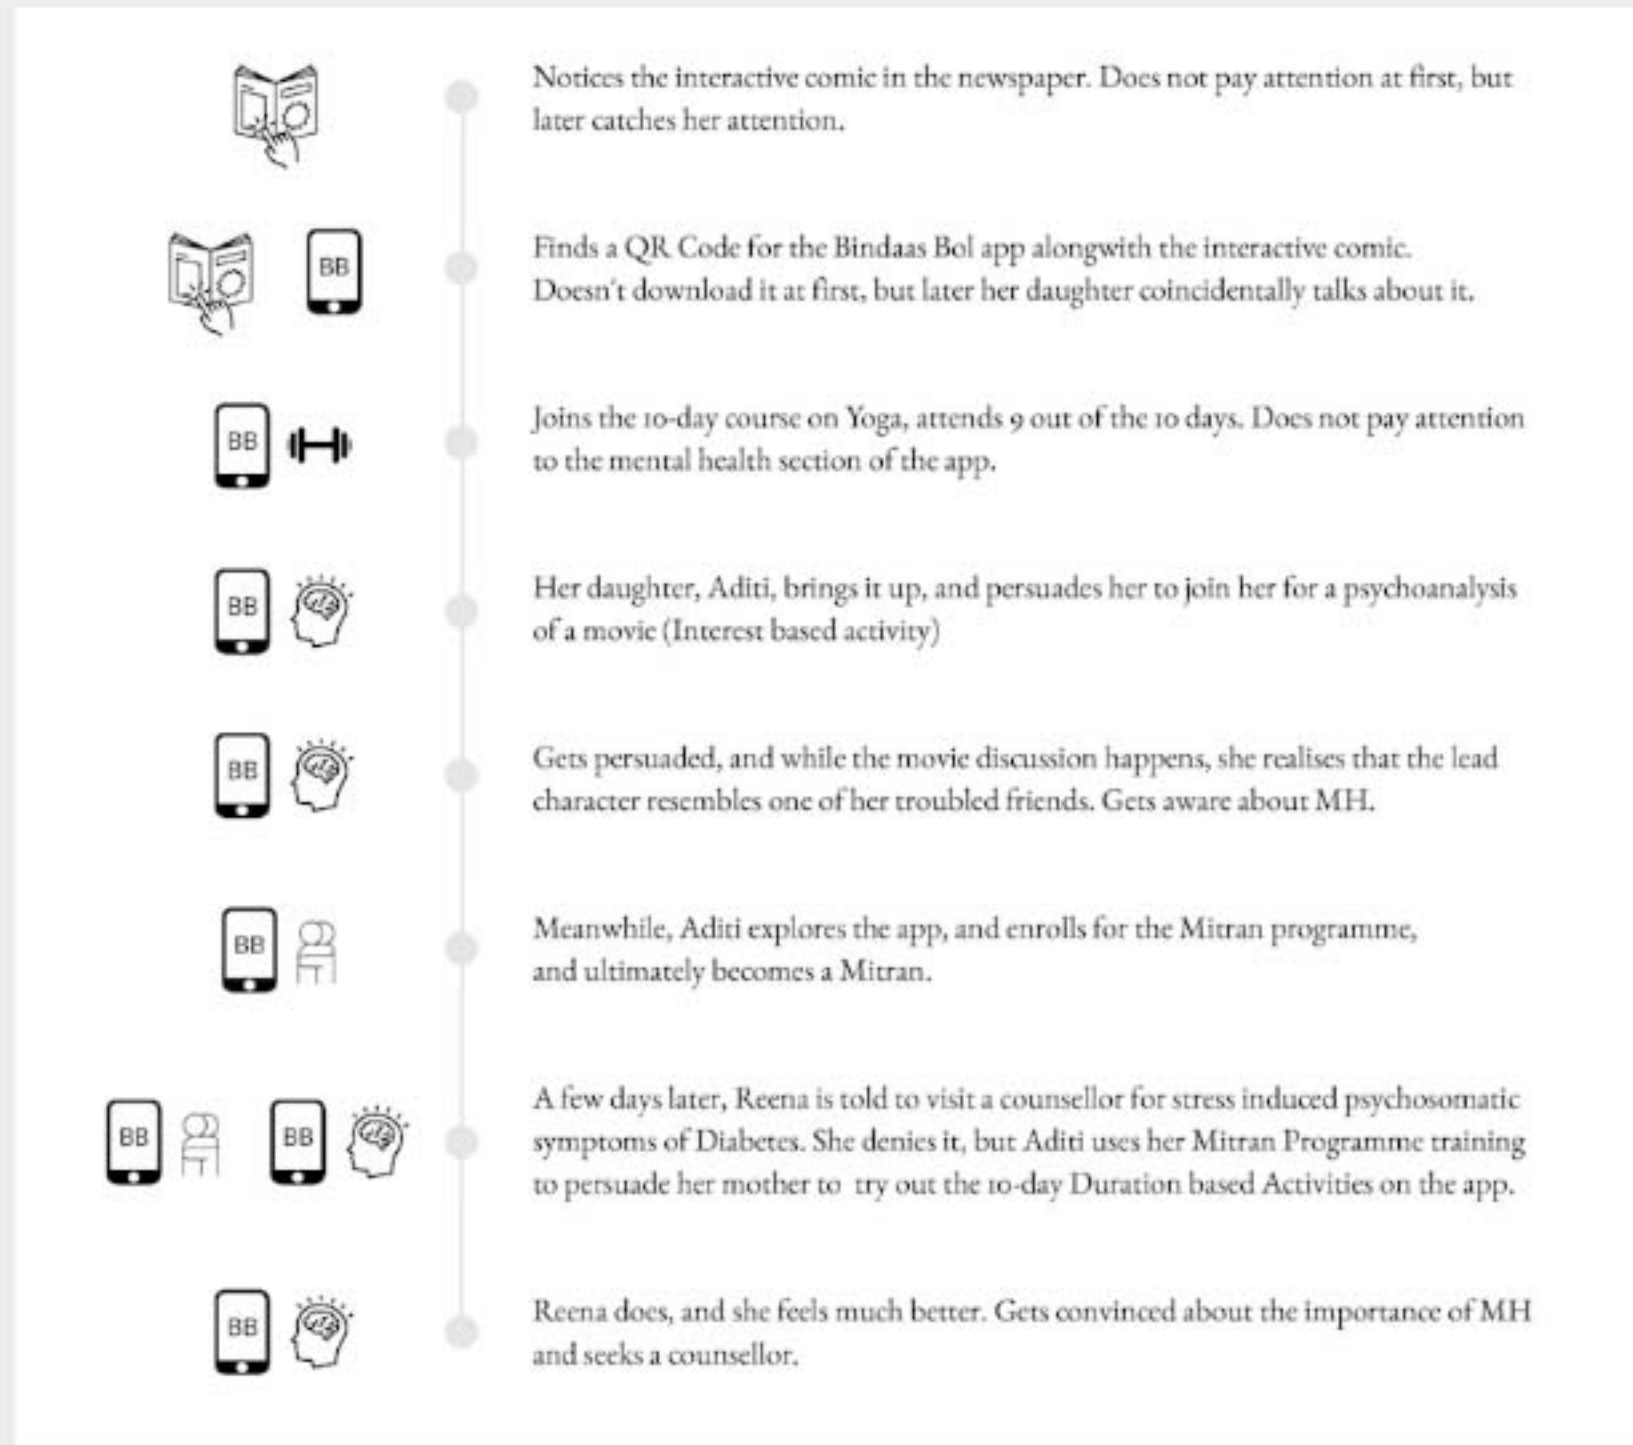 Notices the interactive comic in the newspaper. Does not pay attention at first, but
later catches her attention.
BB
Finds a QR Code for the Bindaas Bol app alongwith the interactive comic.
Doesn't download it at first, but later her daughter coincidentally talks about it.
BB
Joins the 10-day course on Yoga, attends 9 out of the 10 days. Does not pay attention
to the mental health section of the app.
BB
Her daughter, Aditi, brings it up, and persuades her to join her for a psychoanalysis
of a movie (Interest based activity)
BB
Gets persuaded, and while the movie discussion happens, she realises that the lead
character resembles one of her troubled friends. Gets aware about MH.
BB
Meanwhile, Aditi explores the app, and enrolls for the Mitran programme,
and ultimately becomes a Mitran.
BB BB
A few days later, Reena is told to visit a counsellor for stress induced psychosomatic
symptoms of Diabetes. She denies it, but Aditi uses her Mitran Programme training
to persuade her mother to try out the 10-day Duration based Activities on the app.
BB
Reena does, and she feels much better. Gets convinced about the importance of MH
and seeks a counsellor.